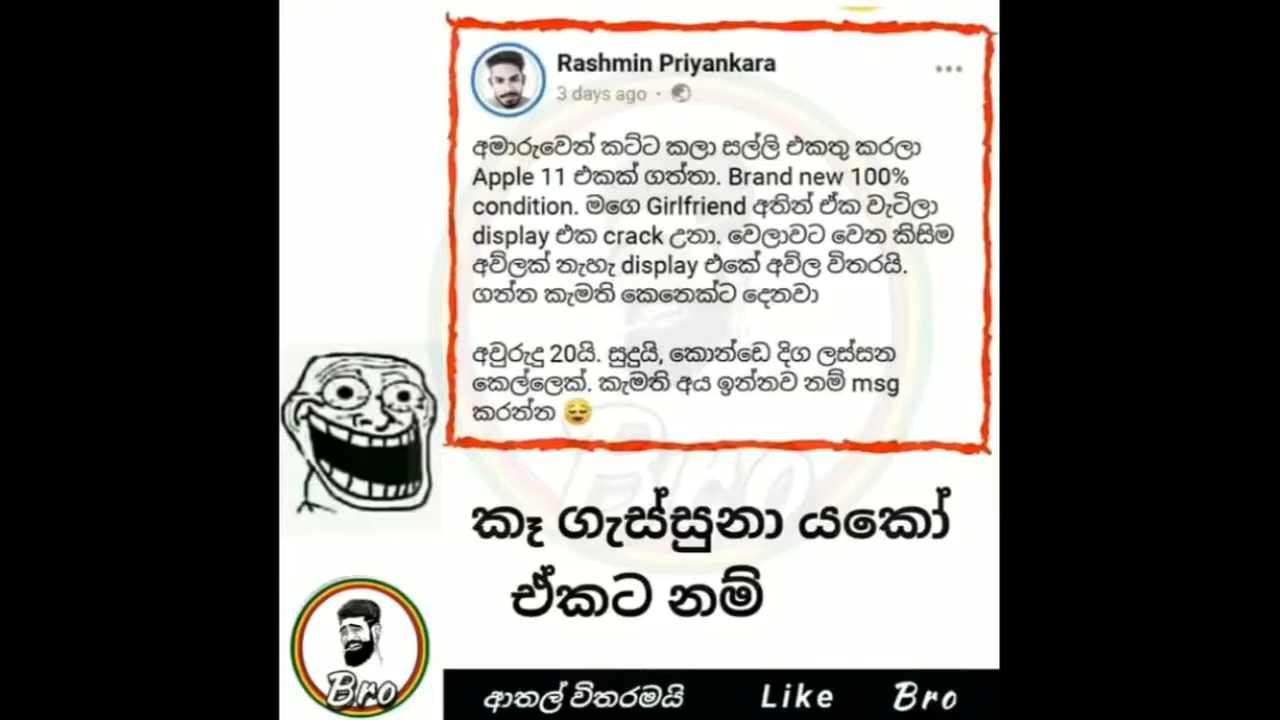 Rashmin Priyankara
3 days ago
අමාරුවෙන් කට්ට කලා සල්ලි එකතු කරලා
Apple 11 එකක් ගත්තා. Brand new 100%
condition. මගෙ Girlfriend අතින් ඒක වැටිලා
display එක crack උනා. වෙලාවට වෙන කිසිම
අව්ලක් නැහැ display එකේ අව්ල විතරයි.
ගන්න කැමති කෙනෙක්ට දෙනවා
අවුරුදු 20යි. සුදුයි, කොන්ඩෙ දිග ලස්සන
කෙල්ලෙක්. කැමති අය ඉන්නව නම් msg
කරන්න 😌
කෑ ගැස්සුනා යකෝ
ඒකට නම්
Bro
Bro
ආතල් විතරමයි Like Bro